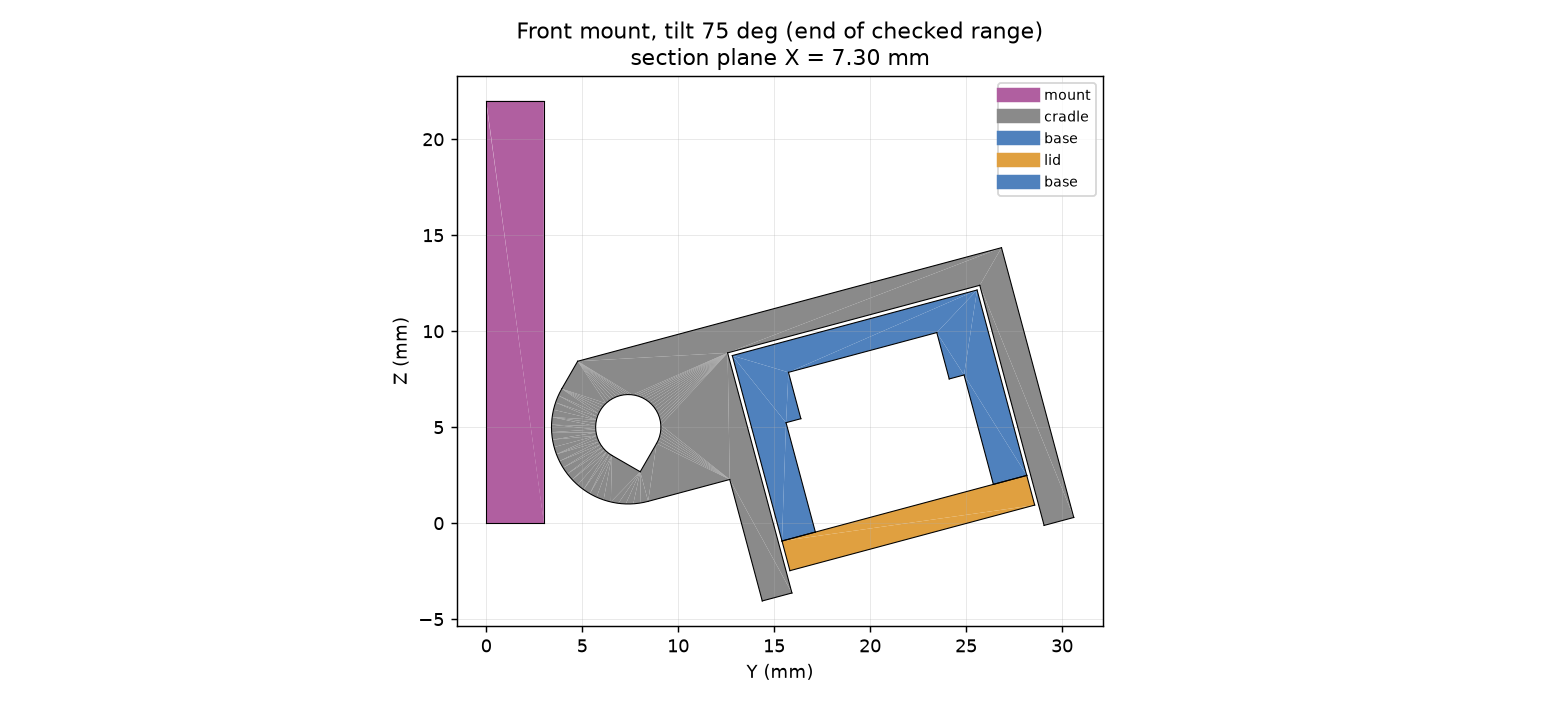 Front mount, tilt 75 deg (end of checked range)
section plane X = 7.30 mm
mount
cradle
base
lid
base
Z (mm)
20
15
10
5
0
−5
0 5 10 15 20 25 30
Y (mm)